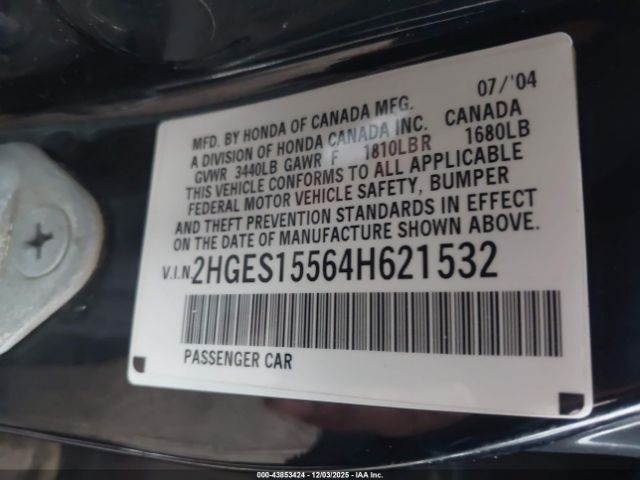 07/'04
MFD. BY HONDA OF CANADA MFG.
A DIVISION OF HONDA CANADA INC. CANADA
GVWR 3440LB GAWR F 1810LB R 1680LB
THIS VEHICLE CONFORMS TO ALL APPLICABLE
FEDERAL MOTOR VEHICLE SAFETY, BUMPER
AND THEFT PREVENTION STANDARDS IN EFFECT
ON THE DATE OF MANUFACTURE SHOWN ABOVE.
V.I.N. 2HGES15564H621532
PASSENGER CAR
©-43853424 | 12/03/2025 - © IAA Inc.